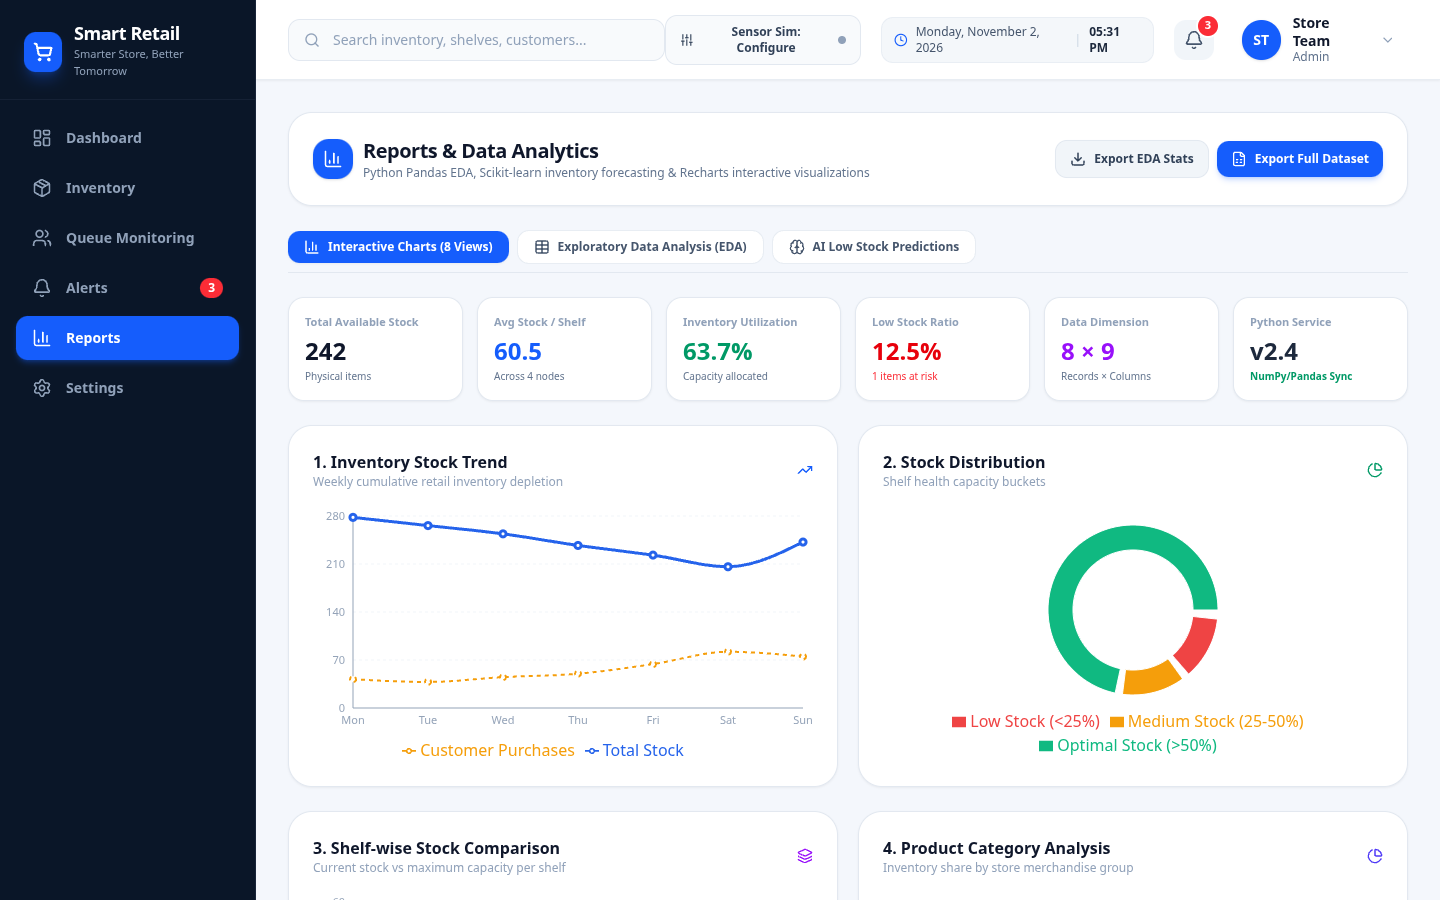 Smart Retail
Smarter Store, Better
Tomorrow
Dashboard
Inventory
Queue Monitoring
Alerts
3
Reports
Settings
Search inventory, shelves, customers...
Sensor Sim:
Configure
Monday, November 2,
2026
05:31
PM
3
ST
Store
Team
Admin
Reports & Data Analytics
Python Pandas EDA, Scikit-learn inventory forecasting & Recharts interactive visualizations
Export EDA Stats
Export Full Dataset
Interactive Charts (8 Views)
Exploratory Data Analysis (EDA)
AI Low Stock Predictions
Total Available Stock
242
Physical items
Avg Stock / Shelf
60.5
Across 4 nodes
Inventory Utilization
63.7%
Capacity allocated
Low Stock Ratio
12.5%
1 items at risk
Data Dimension
8 × 9
Records × Columns
Python Service
v2.4
NumPy/Pandas Sync
1. Inventory Stock Trend
Weekly cumulative retail inventory depletion
280
210
140
70
0
Mon Tue Wed Thu Fri Sat Sun
Customer Purchases Total Stock
2. Stock Distribution
Shelf health capacity buckets
Low Stock (<25%) Medium Stock (25-50%)
Optimal Stock (>50%)
3. Shelf-wise Stock Comparison
Current stock vs maximum capacity per shelf
4. Product Category Analysis
Inventory share by store merchandise group